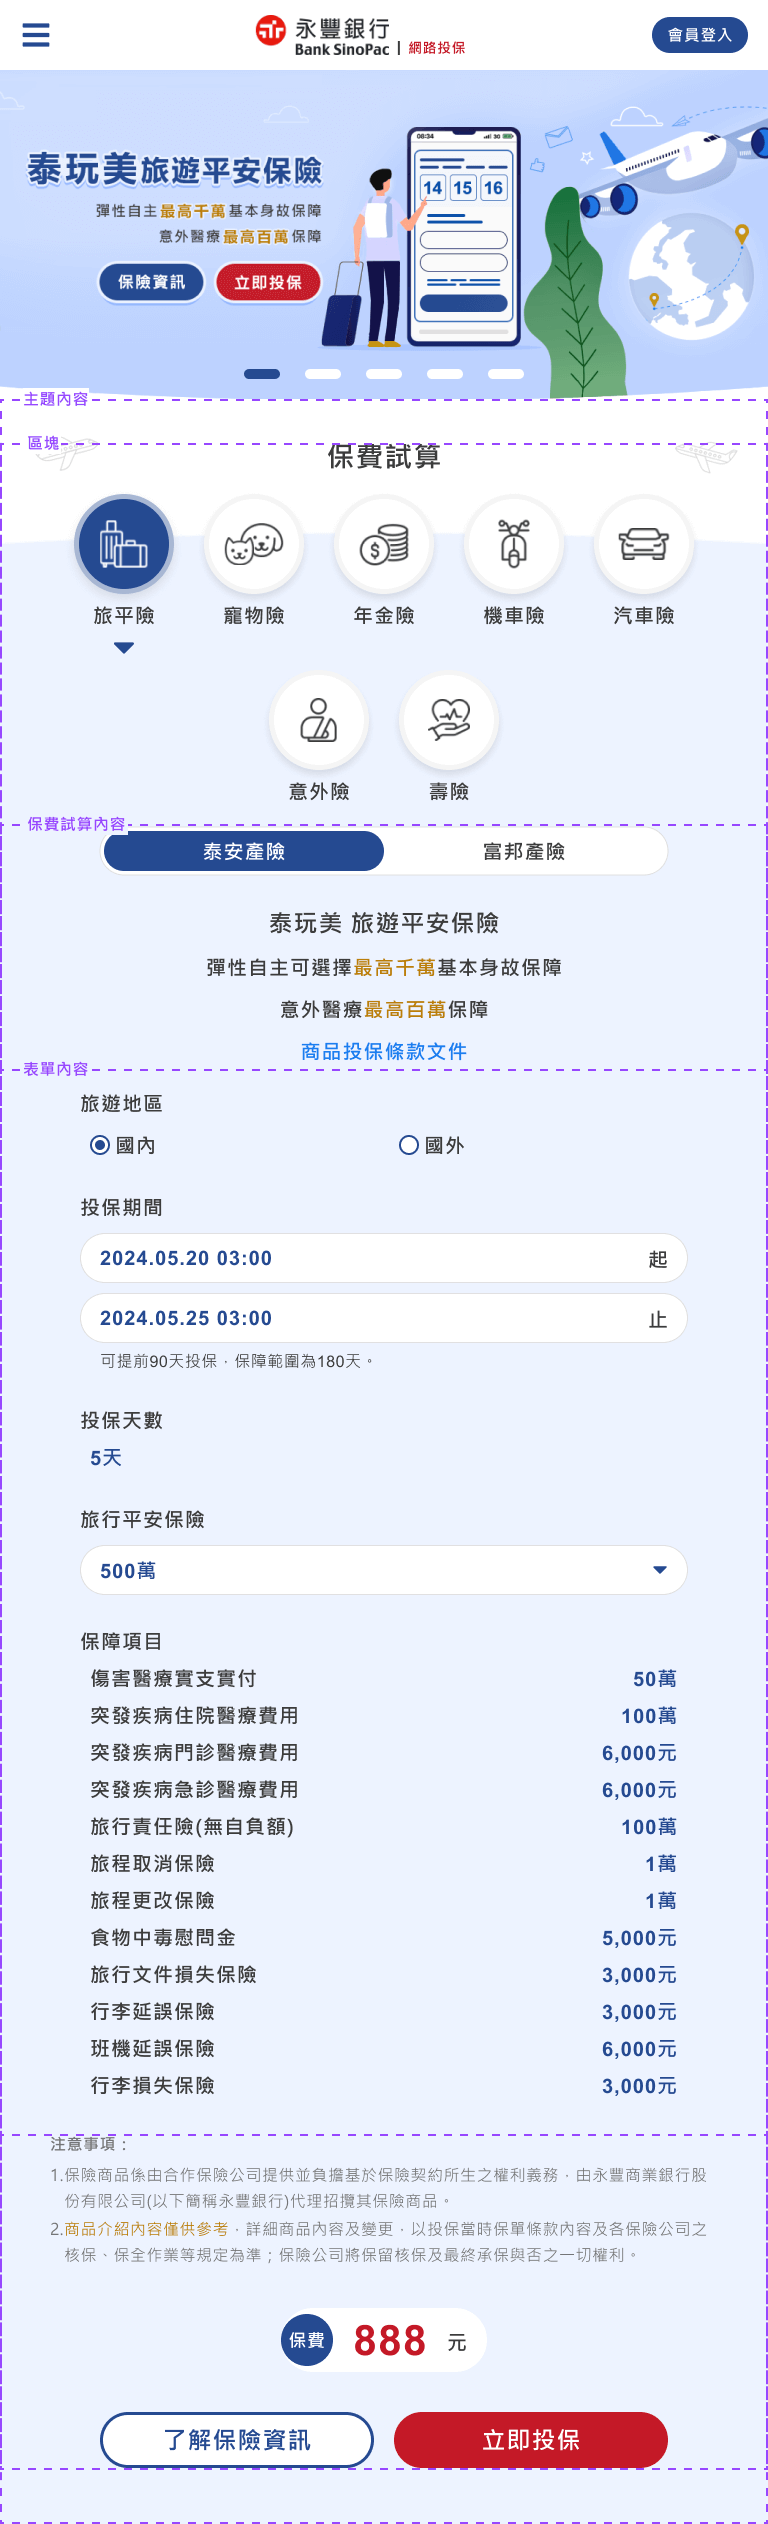 永豐銀行
Bank SinoPac | 網路投保
會員登入
泰玩美旅遊平安保險
彈性自主最高千萬基本身故保障
意外醫療最高百萬保障
保險資訊
立即投保
08:34
3G
14 15 16
主題內容
區塊
保費試算
旅平險
寵物險
年金險
機車險
汽車險
意外險
壽險
保費試算內容
泰安產險
富邦產險
泰玩美 旅遊平安保險
彈性自主可選擇最高千萬基本身故保障
意外醫療最高百萬保障
商品投保條款文件
表單內容
旅遊地區
國內
國外
投保期間
2024.05.20 03:00 起
2024.05.25 03:00 止
可提前90天投保，保障範圍為180天。
投保天數
5天
旅行平安保險
500萬
保障項目
傷害醫療實支實付 50萬
突發疾病住院醫療費用 100萬
突發疾病門診醫療費用 6,000元
突發疾病急診醫療費用 6,000元
旅行責任險(無自負額) 100萬
旅程取消保險 1萬
旅程更改保險 1萬
食物中毒慰問金 5,000元
旅行文件損失保險 3,000元
行李延誤保險 3,000元
班機延誤保險 6,000元
行李損失保險 3,000元
注意事項：
1.保險商品係由合作保險公司提供並負擔基於保險契約所生之權利義務，由永豐商業銀行股
份有限公司(以下簡稱永豐銀行)代理招攬其保險商品。
2.商品介紹內容僅供參考，詳細商品內容及變更，以投保當時保單條款內容及各保險公司之
核保、保全作業等規定為準；保險公司將保留核保及最終承保與否之一切權利。
保費 888 元
了解保險資訊
立即投保